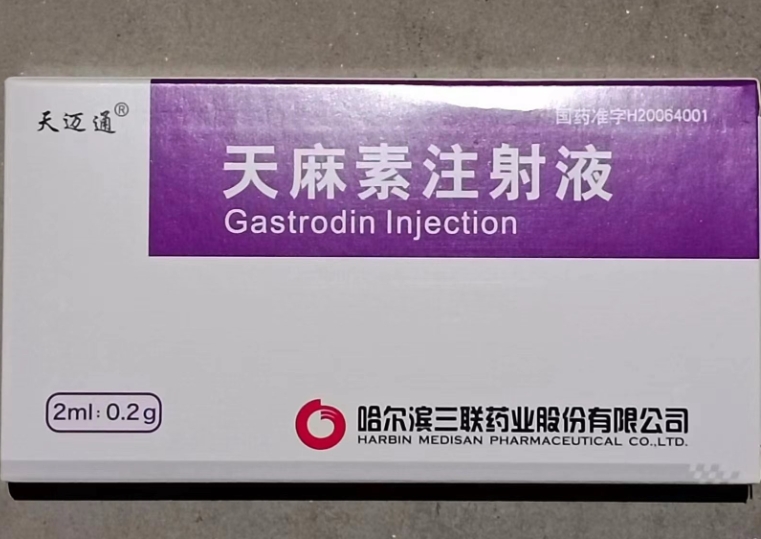 天迈通®
国药准字H20064001
天麻素注射液
Gastrodin Injection
2ml:0.2g
哈尔滨三联药业股份有限公司
HARBIN MEDISAN PHARMACEUTICAL CO.,LTD.